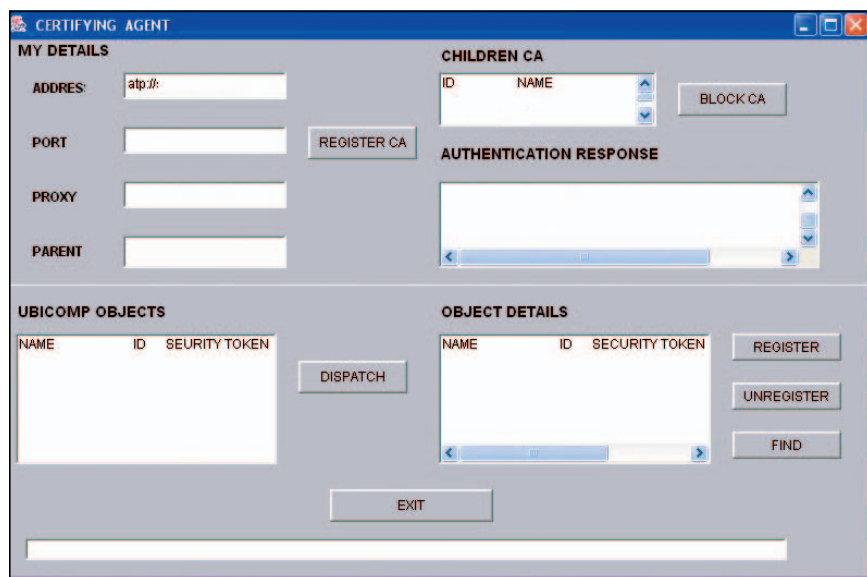 CERTIFYING AGENT
MY DETAILS
ADDRES:
atp://:
PORT
REGISTER CA
PROXY
PARENT
CHILDREN CA
ID NAME
BLOCK CA
AUTHENTICATION RESPONSE
UBICOMP OBJECTS
NAME ID SEURITY TOKEN
DISPATCH
OBJECT DETAILS
NAME ID SECURITY TOKEN
REGISTER
UNREGISTER
FIND
EXIT